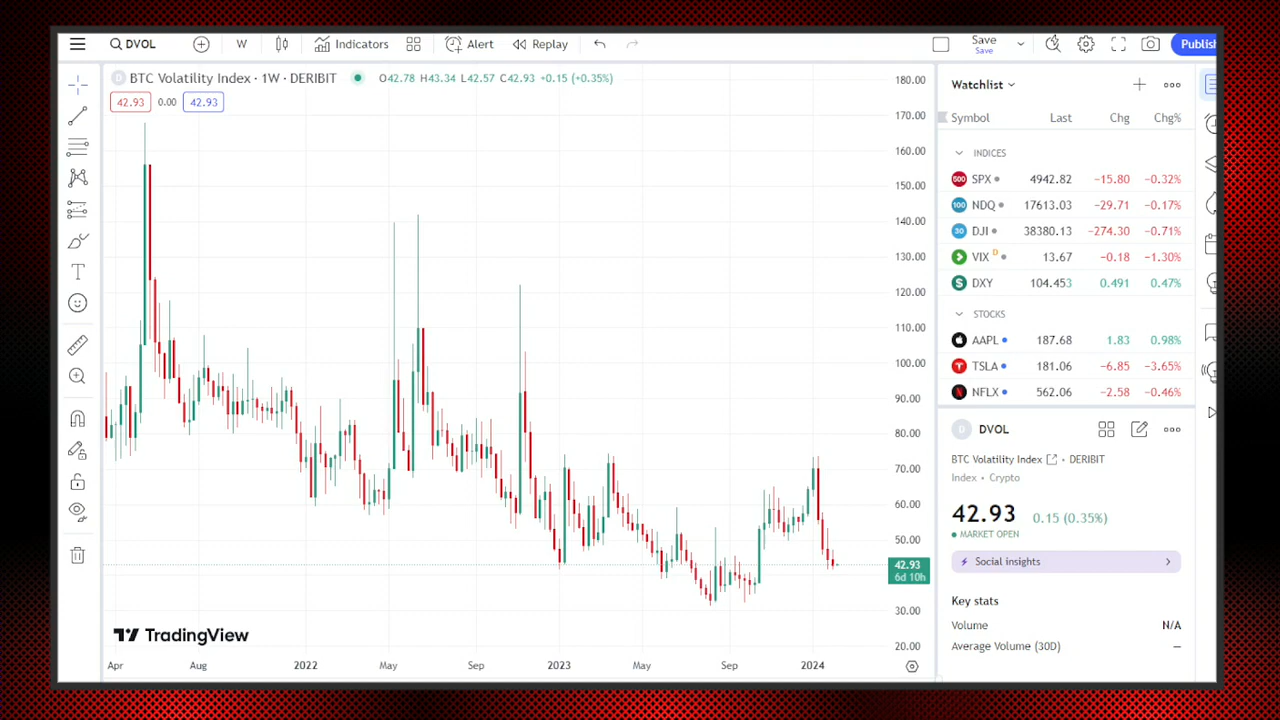 DVOL W Indicators Alert Replay Save Save Publish
BTC Volatility Index · 1W · DERIBIT O42.78 H43.34 L42.57 C42.93 +0.15 (+0.35%)
42.93 0.00 42.93
180.00
170.00
160.00
150.00
140.00
130.00
120.00
110.00
100.00
90.00
80.00
70.00
60.00
50.00
42.93
6d 10h
30.00
20.00
TradingView
Apr Aug 2022 May Sep 2023 May Sep 2024
Watchlist
Symbol Last Chg Chg%
INDICES
500 SPX 4942.82 −15.80 −0.32%
100 NDQ 17613.03 −29.71 −0.17%
30 DJI 38380.13 −274.30 −0.71%
VIX D 13.67 −0.18 −1.30%
$ DXY 104.453 0.491 0.47%
STOCKS
AAPL 187.68 1.83 0.98%
TSLA 181.06 −6.85 −3.65%
NFLX 562.06 −2.58 −0.46%
D DVOL
BTC Volatility Index · DERIBIT
Index · Crypto
42.93 0.15 (0.35%)
MARKET OPEN
Social insights
Key stats
Volume N/A
Average Volume (30D) —